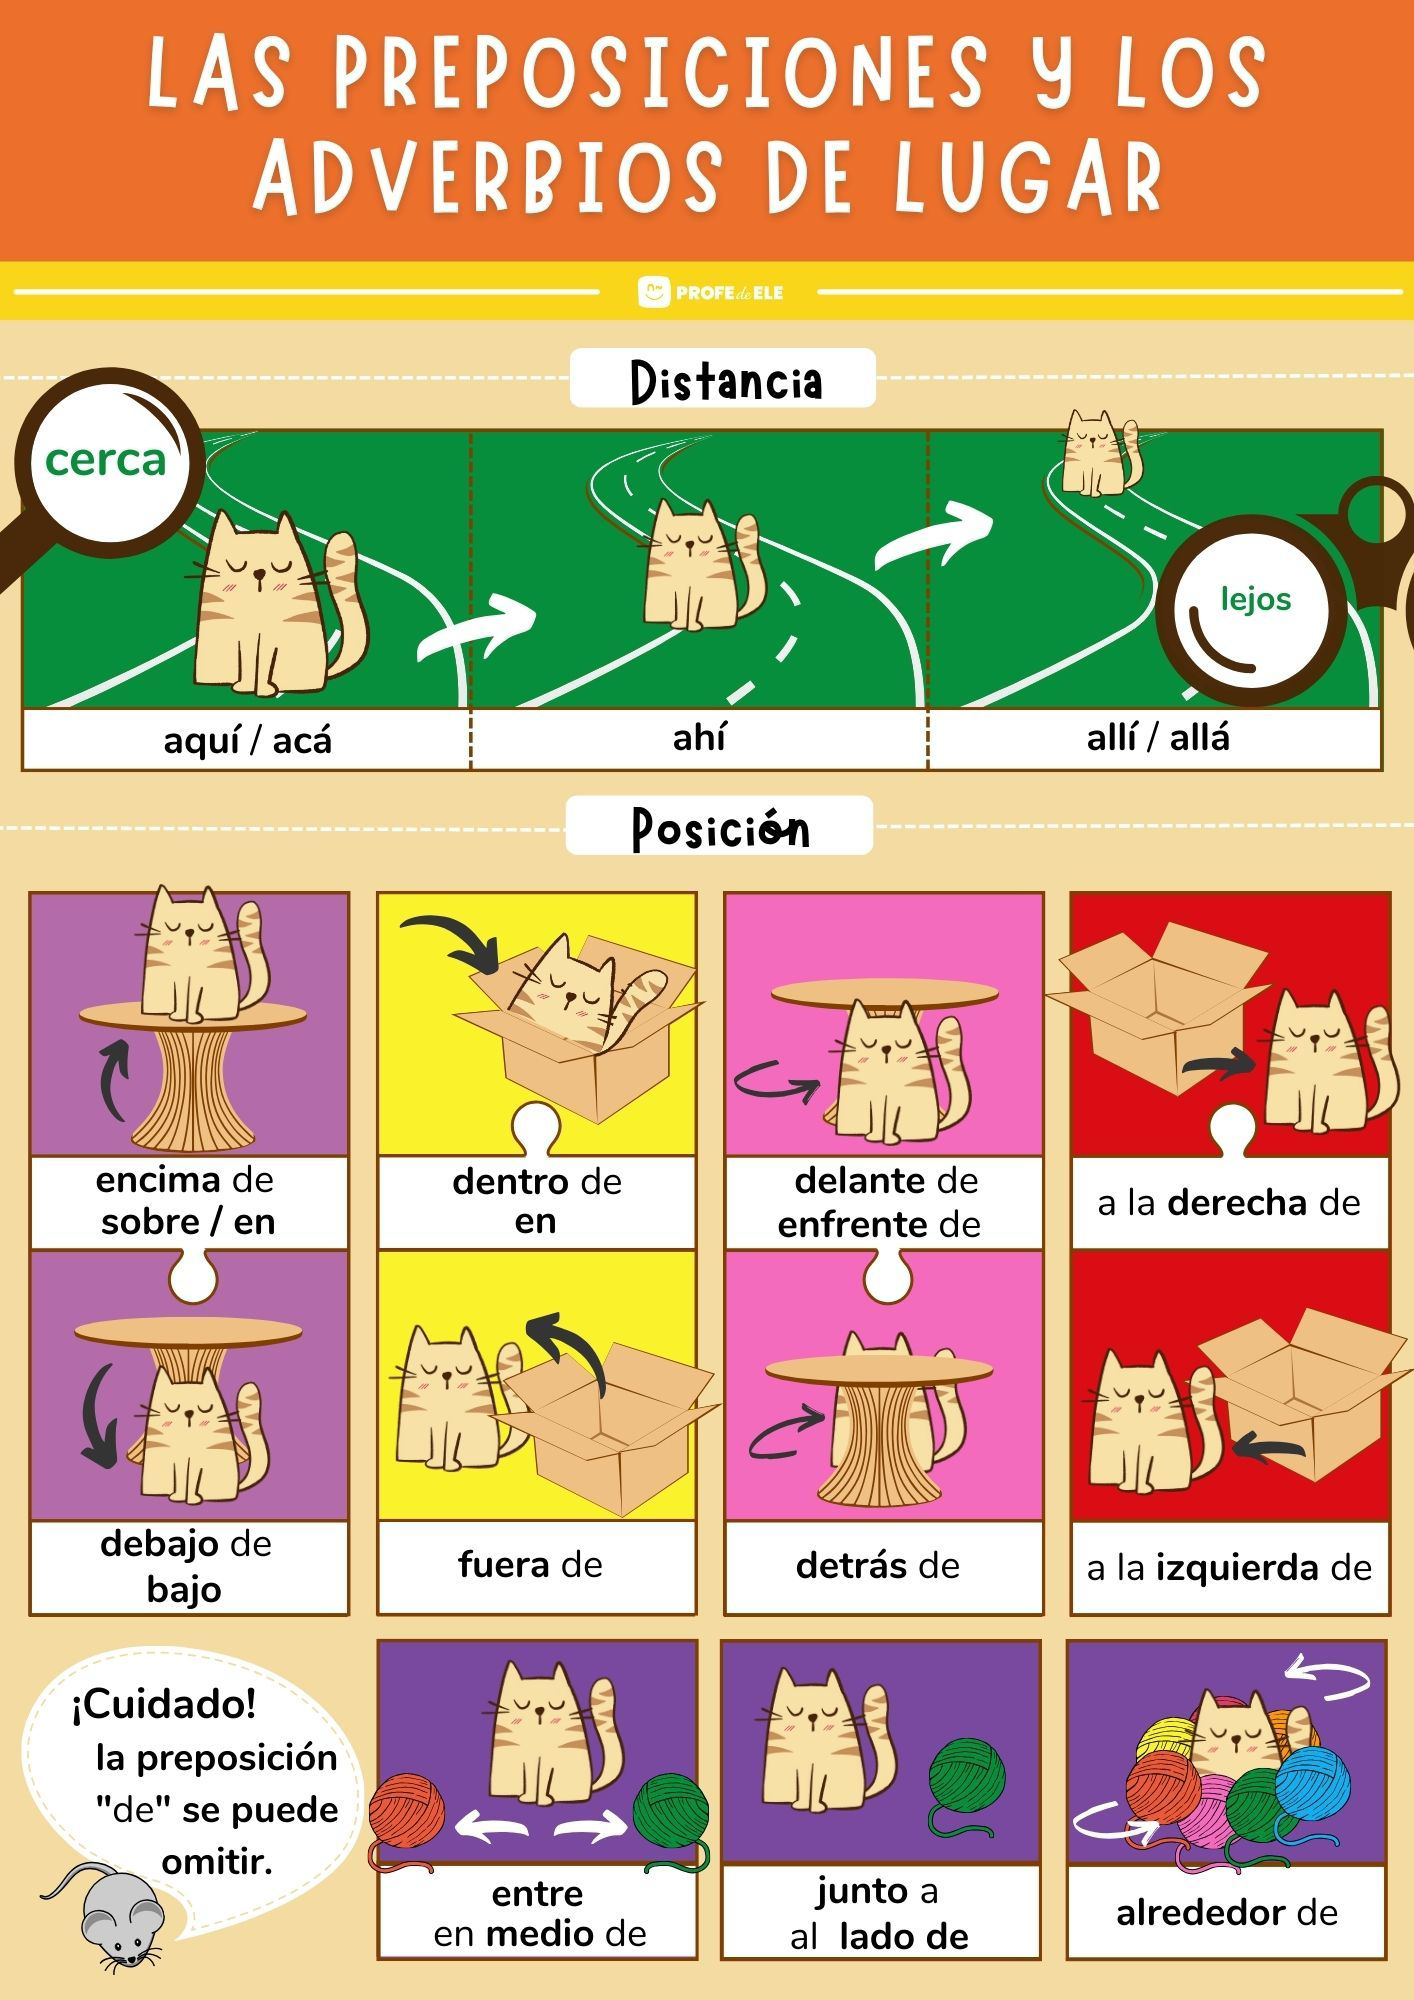 LAS PREPOSICIONES Y LOS
ADVERBIOS DE LUGAR
PROFE de ELE
Distancia
cerca
lejos
aquí / acá
ahí
allí / allá
Posición
encima de
sobre / en
dentro de
en
delante de
enfrente de
a la derecha de
debajo de
bajo
fuera de
detrás de
a la izquierda de
¡Cuidado!
la preposición
"de" se puede
omitir.
entre
en medio de
junto a
al lado de
alrededor de